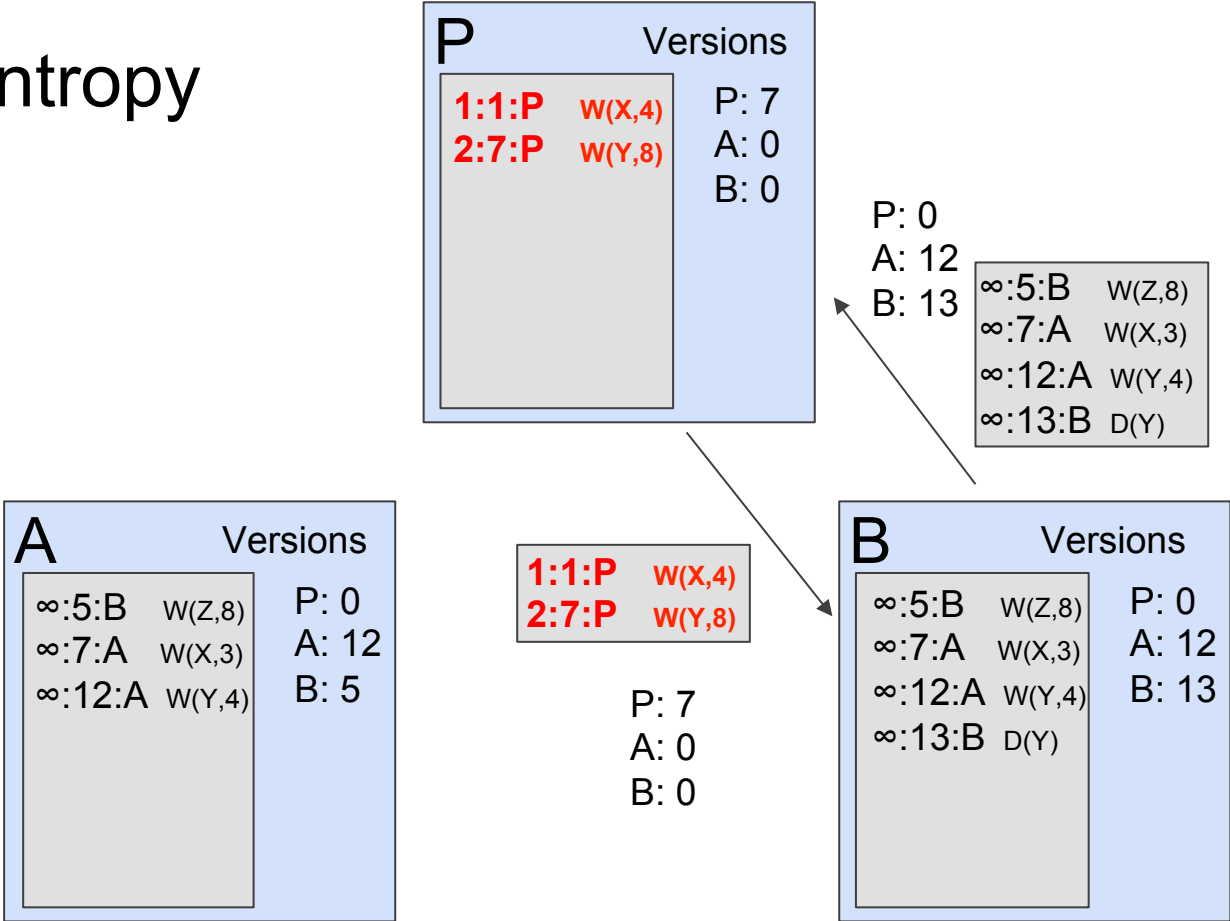 ntropy
P Versions
1:1:P W(X,4)
2:7:P W(Y,8)
P: 7
A: 0
B: 0
P: 0
A: 12
B: 13
∞:5:B W(Z,8)
∞:7:A W(X,3)
∞:12:A W(Y,4)
∞:13:B D(Y)
A Versions
∞:5:B W(Z,8)
∞:7:A W(X,3)
∞:12:A W(Y,4)
P: 0
A: 12
B: 5
1:1:P W(X,4)
2:7:P W(Y,8)
P: 7
A: 0
B: 0
B Versions
∞:5:B W(Z,8)
∞:7:A W(X,3)
∞:12:A W(Y,4)
∞:13:B D(Y)
P: 0
A: 12
B: 13